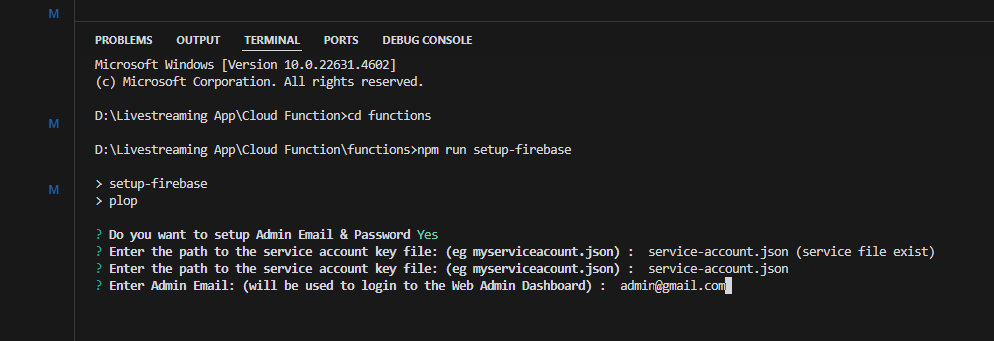 M
PROBLEMS OUTPUT TERMINAL PORTS DEBUG CONSOLE
Microsoft Windows [Version 10.0.22631.4602]
(c) Microsoft Corporation. All rights reserved.
D:\Livestreaming App\Cloud Function>cd functions
M
D:\Livestreaming App\Cloud Function\functions>npm run setup-firebase
> setup-firebase
M
> plop
? Do you want to setup Admin Email & Password Yes
? Enter the path to the service account key file: (eg myserviceacount.json) : service-account.json (service file exist)
? Enter the path to the service account key file: (eg myserviceacount.json) : service-account.json
? Enter Admin Email: (will be used to login to the Web Admin Dashboard) : admin@gmail.com